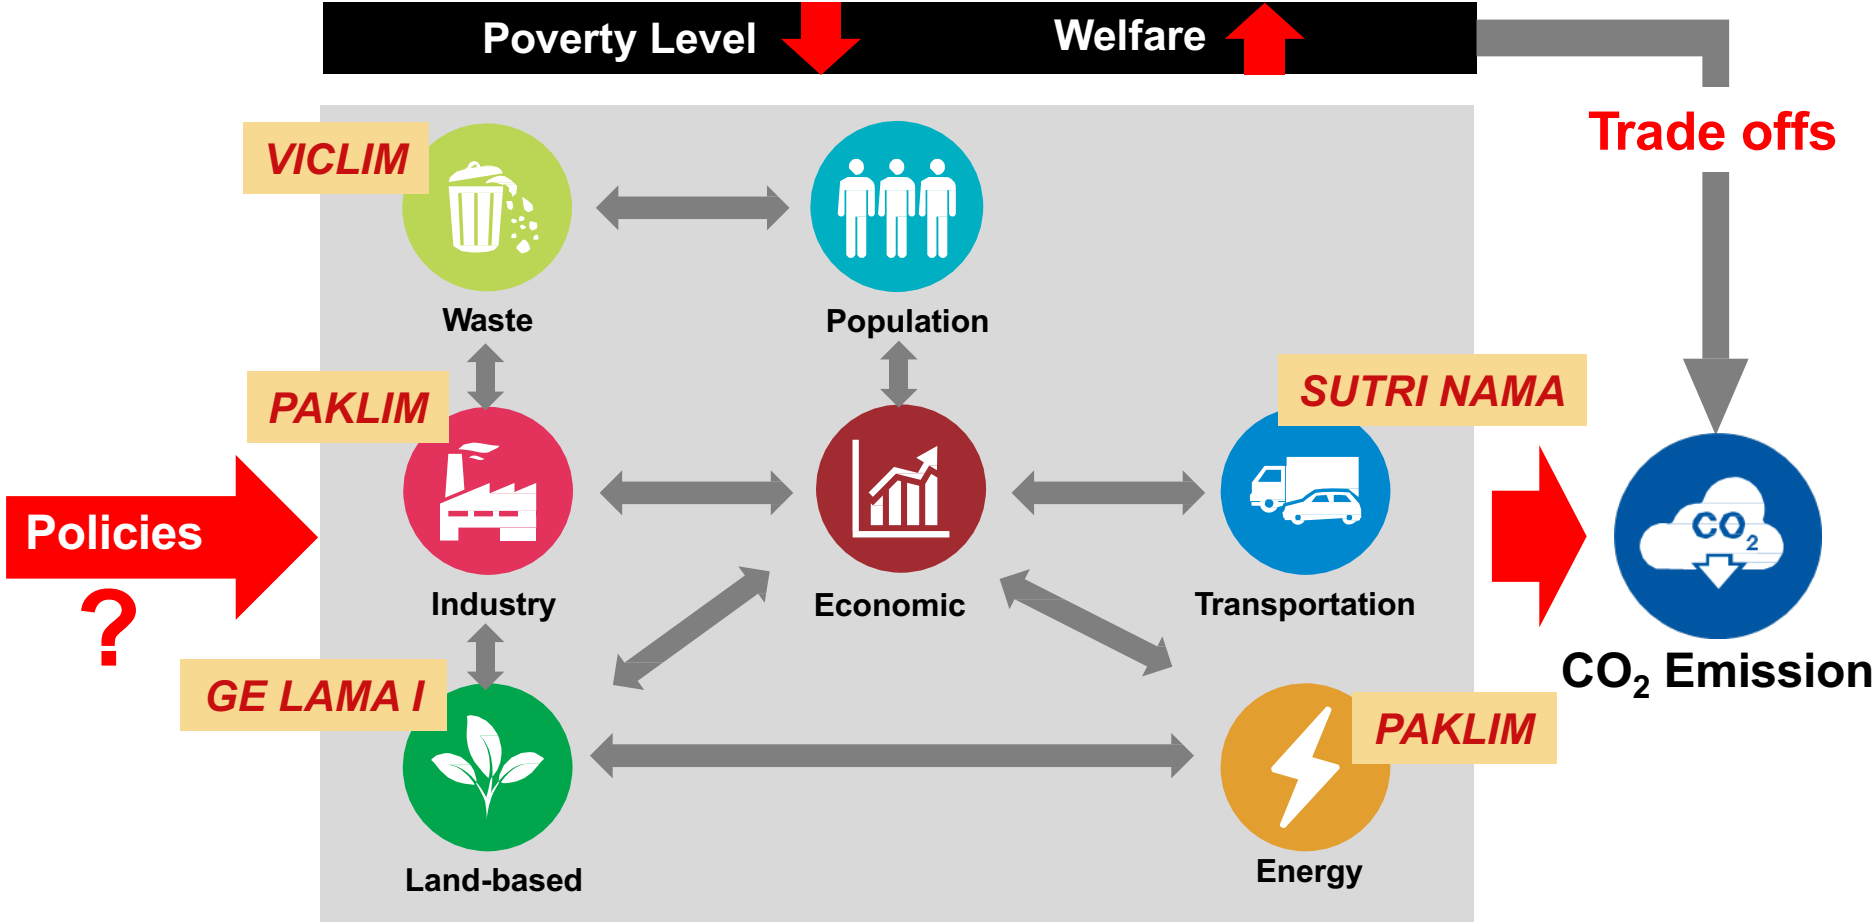 Poverty Level
Welfare
Trade offs
VICLIM
Waste
Population
PAKLIM
SUTRI NAMA
Policies
?
Industry
Economic
Transportation
CO2
CO2 Emission
GE LAMA I
PAKLIM
Land-based
Energy